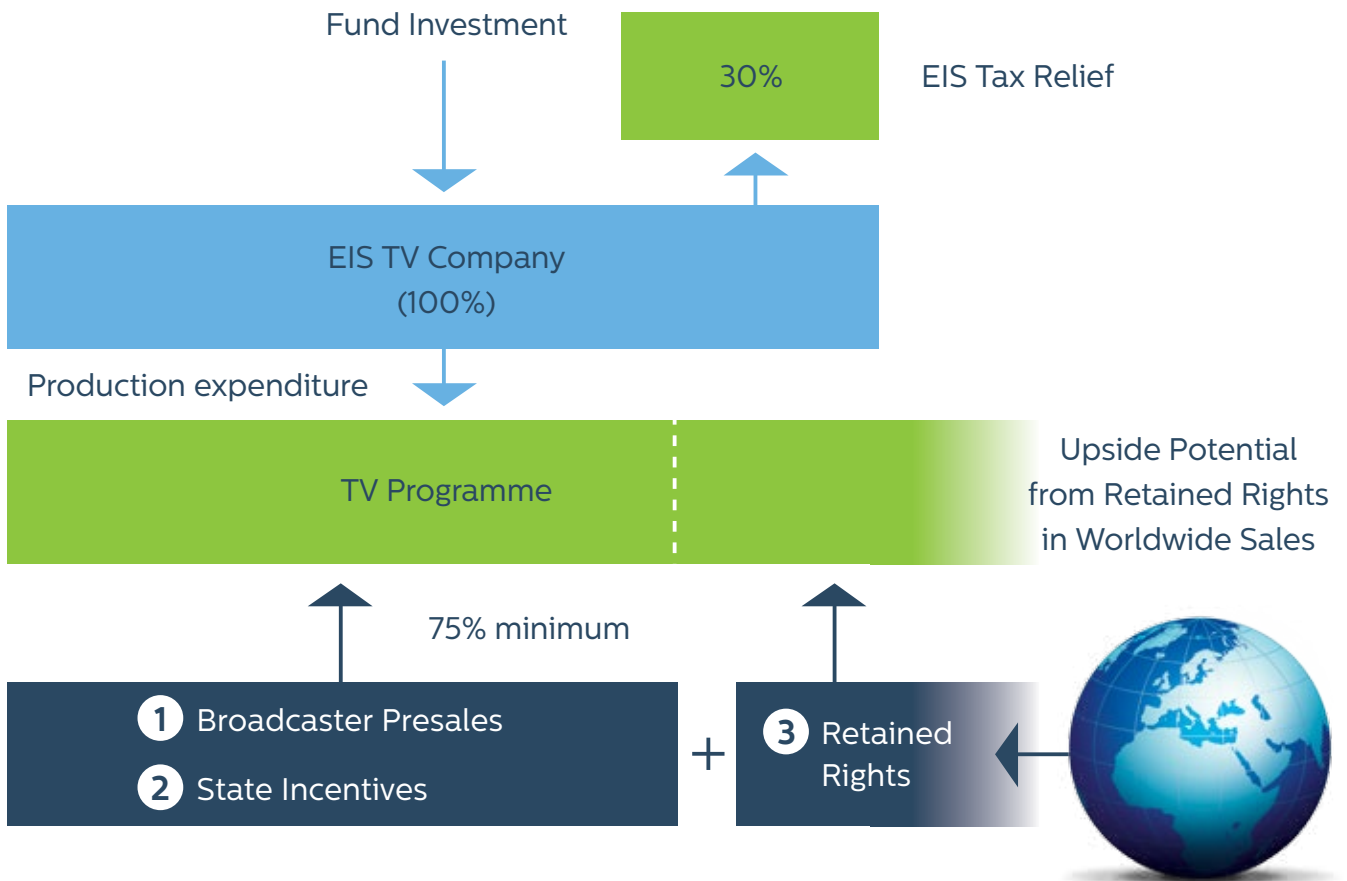 Fund Investment
30%
EIS Tax Relief
EIS TV Company
(100%)
Production expenditure
TV Programme
Upside Potential
from Retained Rights
in Worldwide Sales
75% minimum
1 Broadcaster Presales
2 State Incentives
+
3 Retained
Rights